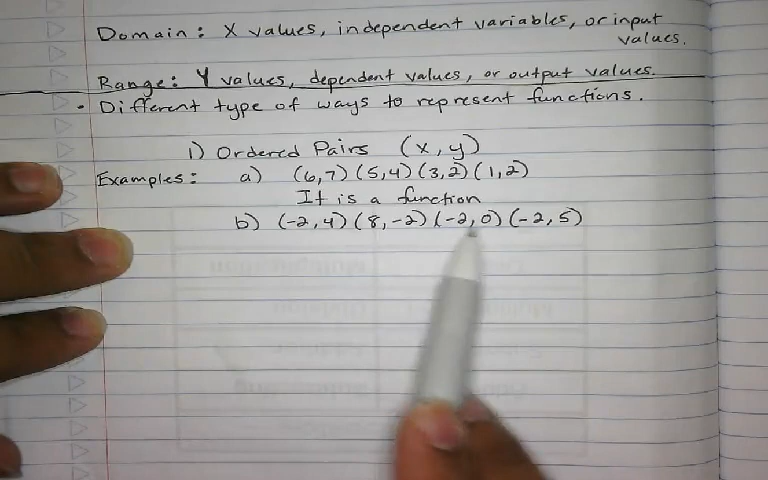 Domain: X values, independent variables, or input
values.
Range: Y values, dependent values, or output values.
• Different type of ways to represent functions.
1) Ordered Pairs (x,y)
Examples: a) (6,7) (5,4) (3,2) (1,2)
It is a function
b) (-2,4) (8,-2) (-2,0) (-2,5)